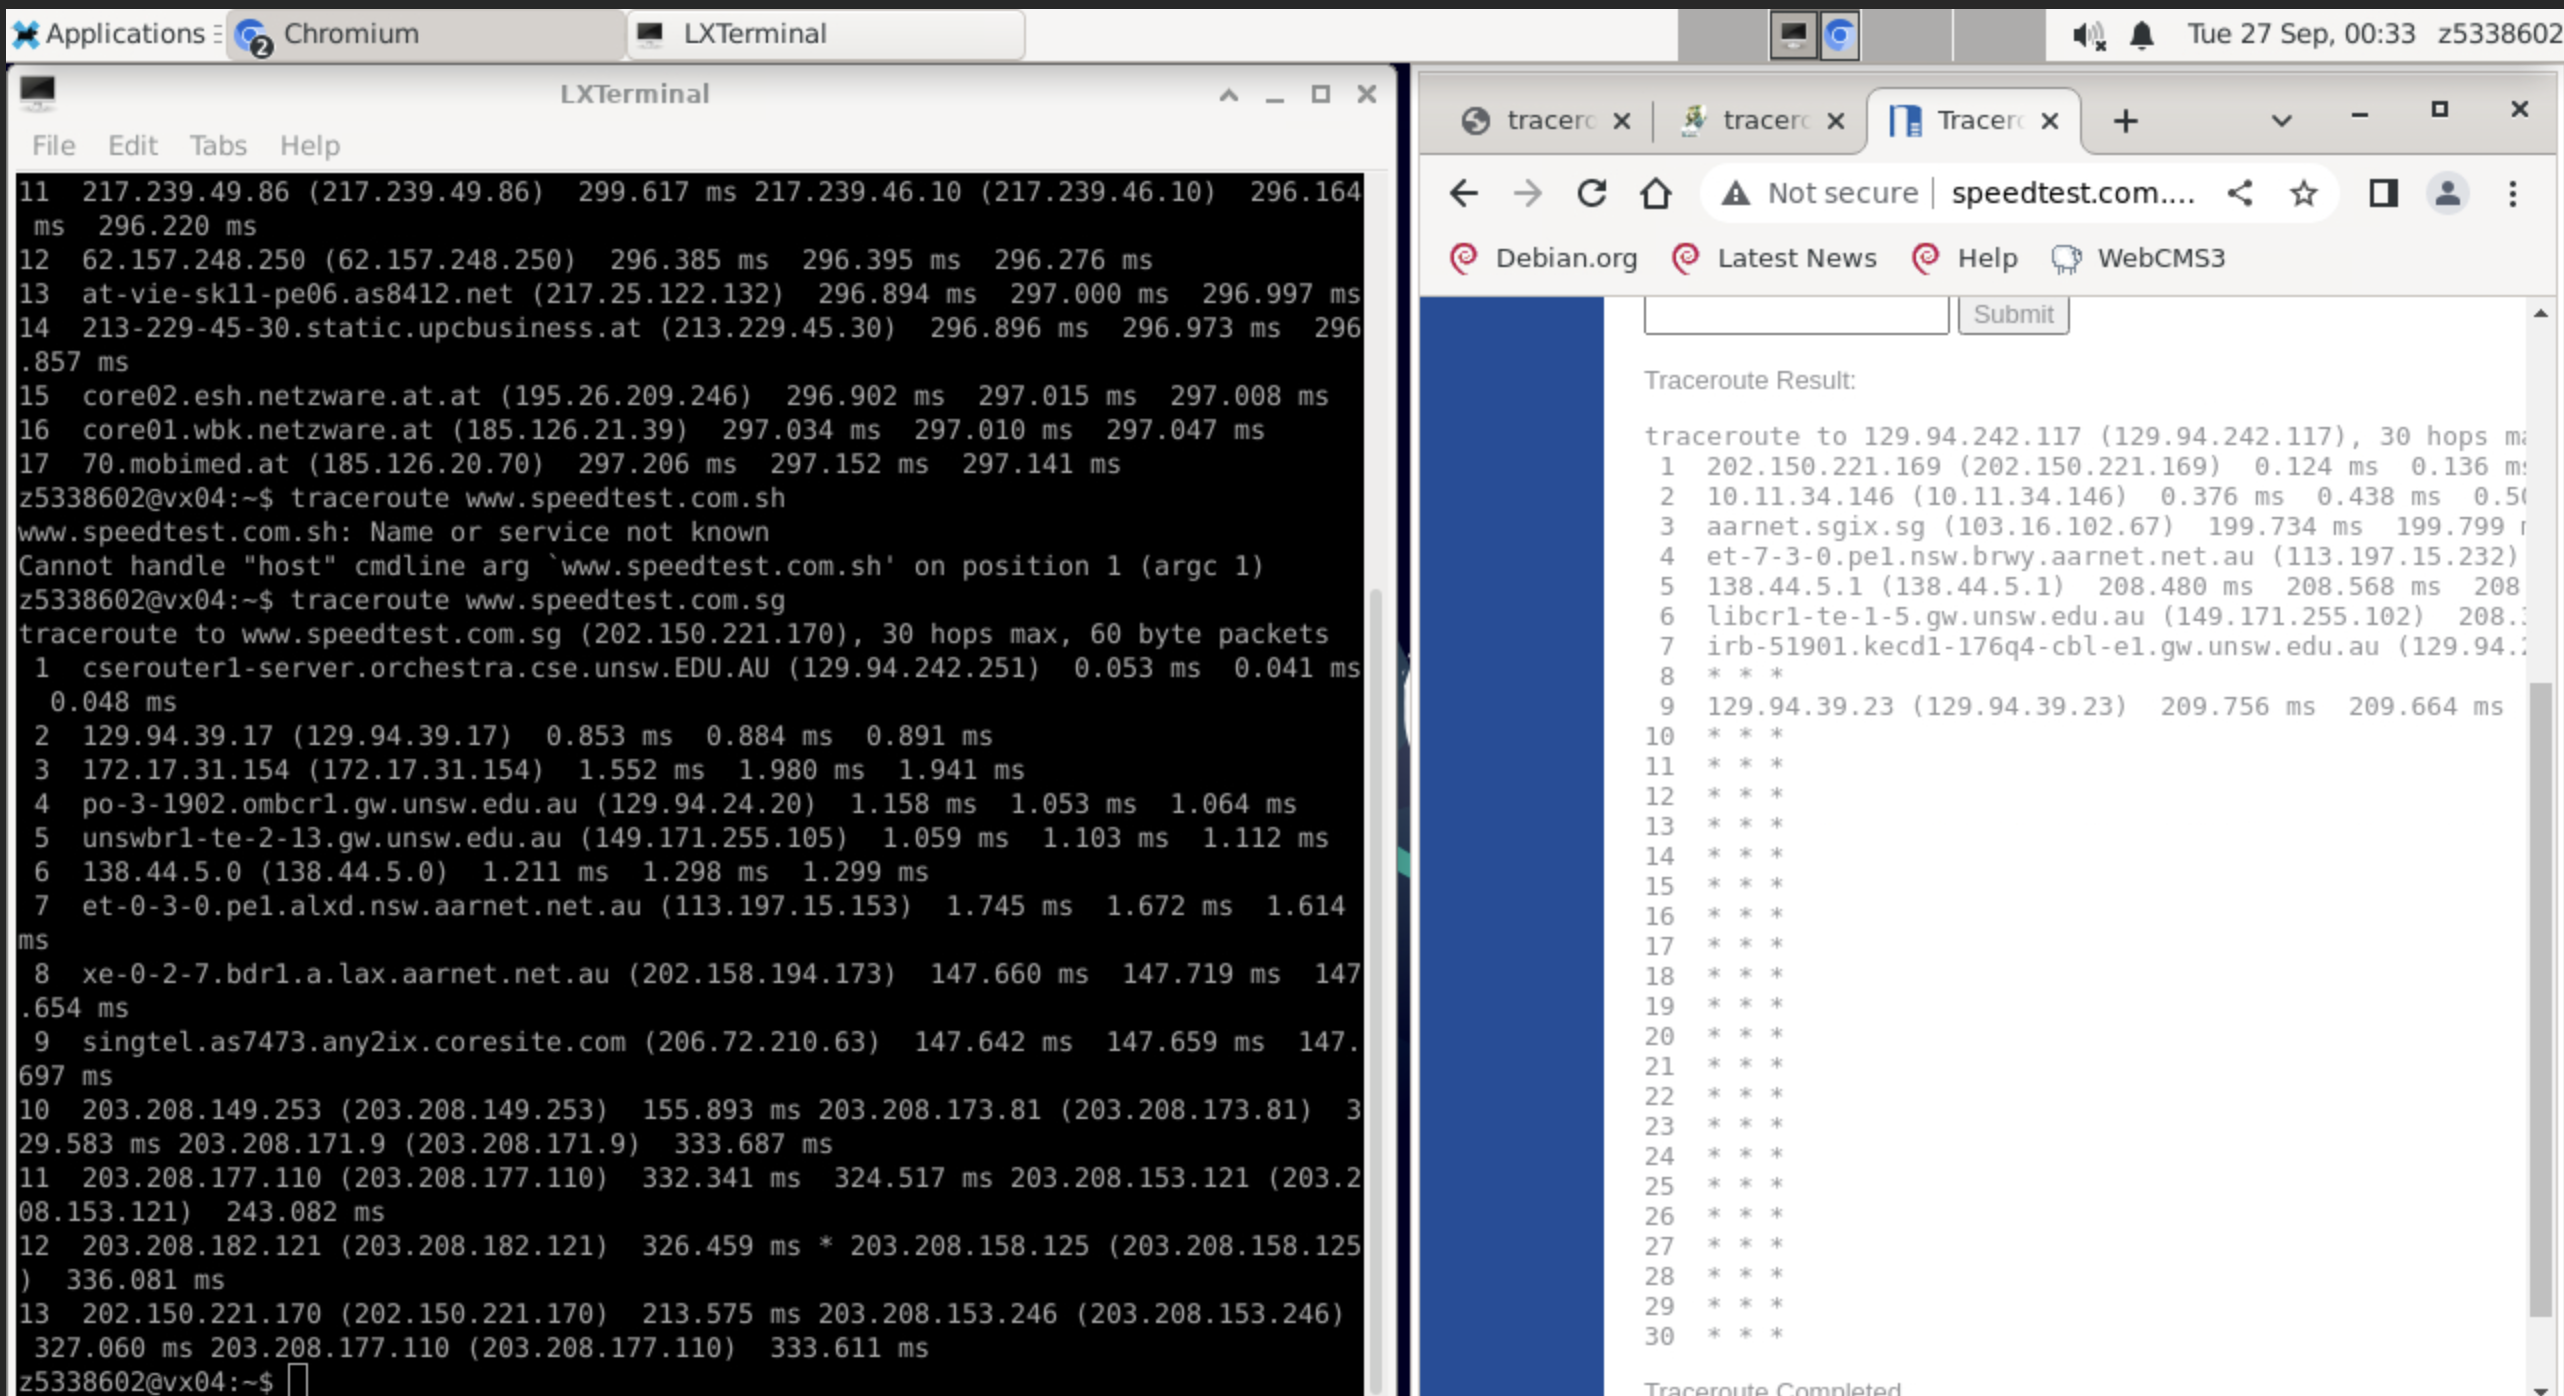 Applications
2
Chromium
LXTerminal
Tue 27 Sep, 00:33 z5338602
LXTerminal
File Edit Tabs Help
11  217.239.49.86 (217.239.49.86)  299.617 ms 217.239.46.10 (217.239.46.10)  296.164
 ms  296.220 ms
12  62.157.248.250 (62.157.248.250)  296.385 ms  296.395 ms  296.276 ms
13  at-vie-sk11-pe06.as8412.net (217.25.122.132)  296.894 ms  297.000 ms  296.997 ms
14  213-229-45-30.static.upcbusiness.at (213.229.45.30)  296.896 ms  296.973 ms  296
.857 ms
15  core02.esh.netzware.at.at (195.26.209.246)  296.902 ms  297.015 ms  297.008 ms
16  core01.wbk.netzware.at (185.126.21.39)  297.034 ms  297.010 ms  297.047 ms
17  70.mobimed.at (185.126.20.70)  297.206 ms  297.152 ms  297.141 ms
z5338602@vx04:~$ traceroute www.speedtest.com.sh
www.speedtest.com.sh: Name or service not known
Cannot handle "host" cmdline arg `www.speedtest.com.sh' on position 1 (argc 1)
z5338602@vx04:~$ traceroute www.speedtest.com.sg
traceroute to www.speedtest.com.sg (202.150.221.170), 30 hops max, 60 byte packets
 1  cserouter1-server.orchestra.cse.unsw.EDU.AU (129.94.242.251)  0.053 ms  0.041 ms
  0.048 ms
 2  129.94.39.17 (129.94.39.17)  0.853 ms  0.884 ms  0.891 ms
 3  172.17.31.154 (172.17.31.154)  1.552 ms  1.980 ms  1.941 ms
 4  po-3-1902.ombcr1.gw.unsw.edu.au (129.94.24.20)  1.158 ms  1.053 ms  1.064 ms
 5  unswbr1-te-2-13.gw.unsw.edu.au (149.171.255.105)  1.059 ms  1.103 ms  1.112 ms
 6  138.44.5.0 (138.44.5.0)  1.211 ms  1.298 ms  1.299 ms
 7  et-0-3-0.pe1.alxd.nsw.aarnet.net.au (113.197.15.153)  1.745 ms  1.672 ms  1.614
ms
 8  xe-0-2-7.bdr1.a.lax.aarnet.net.au (202.158.194.173)  147.660 ms  147.719 ms  147
.654 ms
 9  singtel.as7473.any2ix.coresite.com (206.72.210.63)  147.642 ms  147.659 ms  147.
697 ms
10  203.208.149.253 (203.208.149.253)  155.893 ms 203.208.173.81 (203.208.173.81)  3
29.583 ms 203.208.171.9 (203.208.171.9)  333.687 ms
11  203.208.177.110 (203.208.177.110)  332.341 ms  324.517 ms 203.208.153.121 (203.2
08.153.121)  243.082 ms
12  203.208.182.121 (203.208.182.121)  326.459 ms * 203.208.158.125 (203.208.158.125
)  336.081 ms
13  202.150.221.170 (202.150.221.170)  213.575 ms 203.208.153.246 (203.208.153.246)
 327.060 ms 203.208.177.110 (203.208.177.110)  333.611 ms
z5338602@vx04:~$
tracero tracero Tracero
Not secure speedtest.com....
Debian.org Latest News Help WebCMS3
Submit
Traceroute Result:
traceroute to 129.94.242.117 (129.94.242.117), 30 hops ma
 1  202.150.221.169 (202.150.221.169)  0.124 ms  0.136 ms
 2  10.11.34.146 (10.11.34.146)  0.376 ms  0.438 ms  0.50
 3  aarnet.sgix.sg (103.16.102.67)  199.734 ms  199.799
 4  et-7-3-0.pe1.nsw.brwy.aarnet.net.au (113.197.15.232)
 5  138.44.5.1 (138.44.5.1)  208.480 ms  208.568 ms  208
 6  libcr1-te-1-5.gw.unsw.edu.au (149.171.255.102)  208.
 7  irb-51901.kecd1-176q4-cbl-e1.gw.unsw.edu.au (129.94.
 8  * * *
 9  129.94.39.23 (129.94.39.23)  209.756 ms  209.664 ms
10  * * *
11  * * *
12  * * *
13  * * *
14  * * *
15  * * *
16  * * *
17  * * *
18  * * *
19  * * *
20  * * *
21  * * *
22  * * *
23  * * *
24  * * *
25  * * *
26  * * *
27  * * *
28  * * *
29  * * *
30  * * *
Traceroute Completed